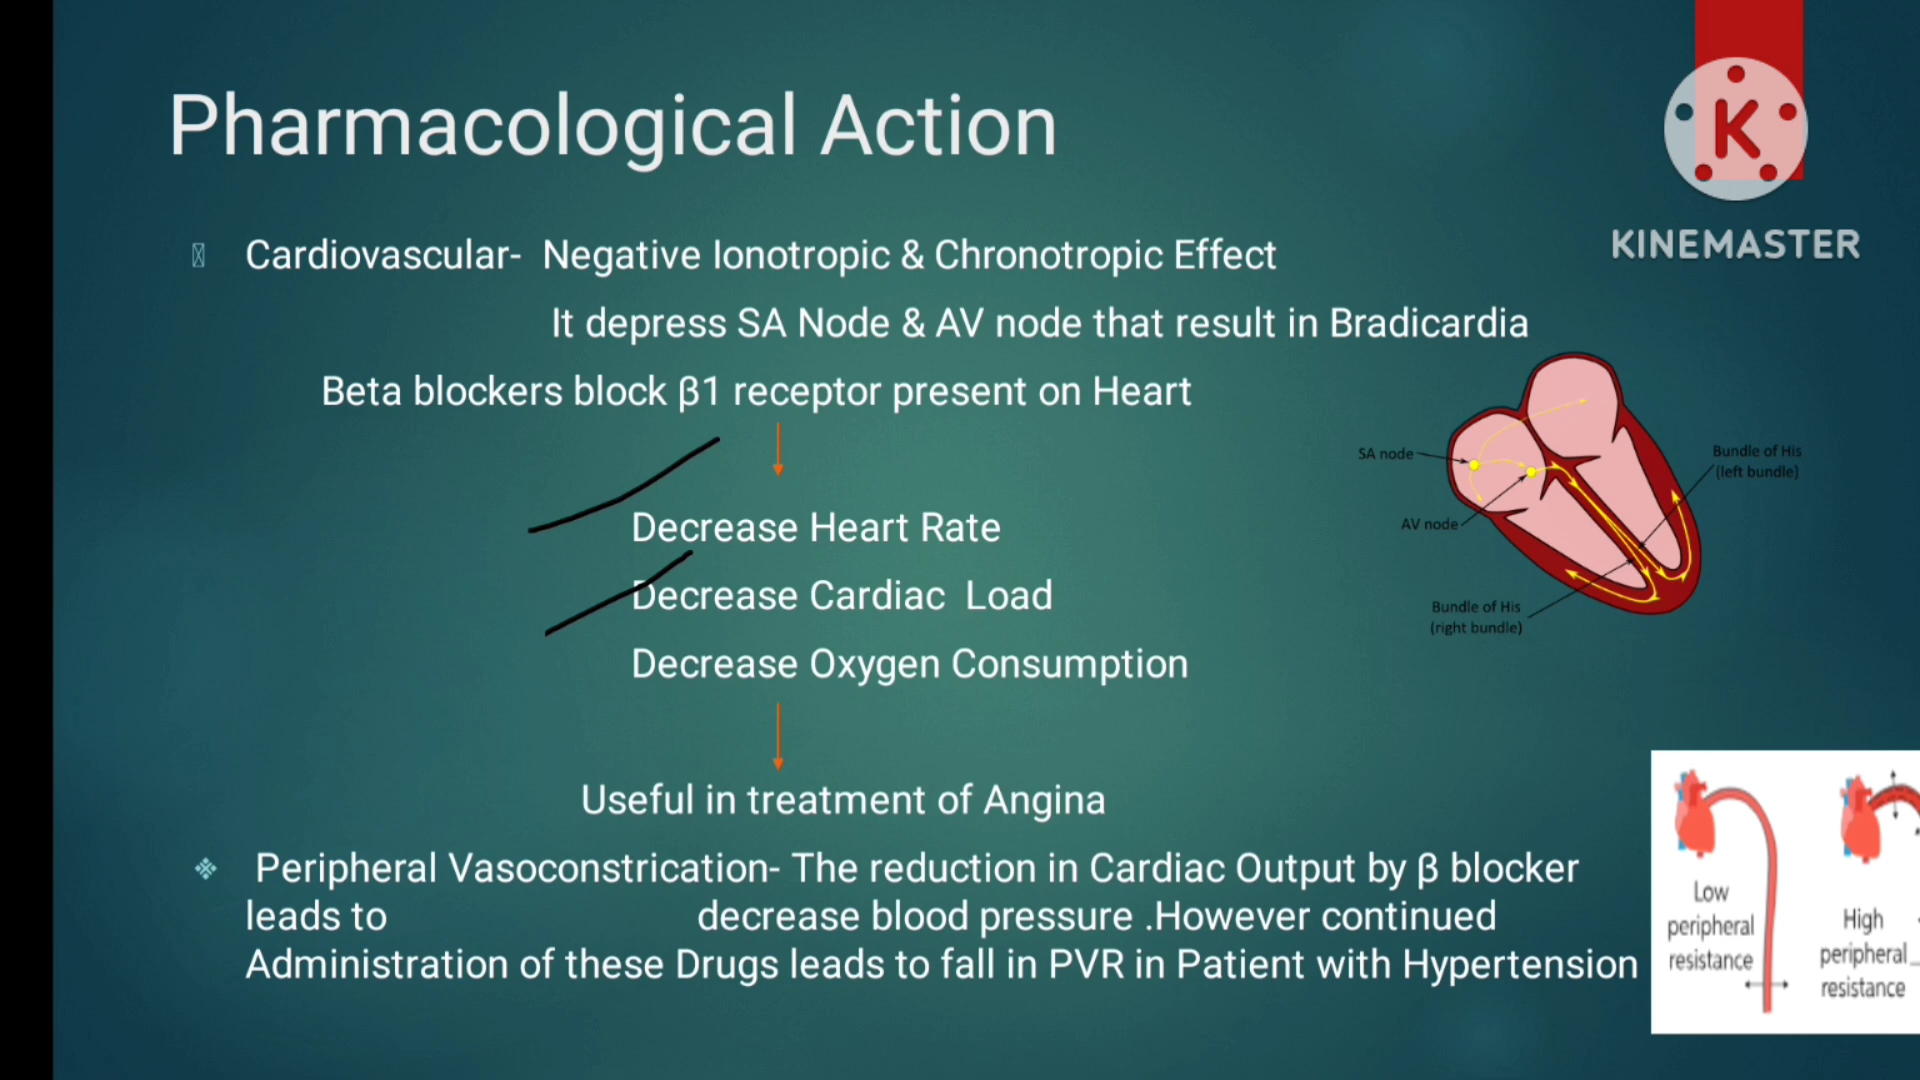 Pharmacological Action
K
KINEMASTER
Cardiovascular- Negative Ionotropic & Chronotropic Effect
It depress SA Node & AV node that result in Bradicardia
Beta blockers block β1 receptor present on Heart
SA node
Bundle of His
(left bundle)
AV node
Bundle of His
(right bundle)
Decrease Heart Rate
Decrease Cardiac Load
Decrease Oxygen Consumption
Useful in treatment of Angina
Peripheral Vasoconstrication- The reduction in Cardiac Output by β blocker
leads to decrease blood pressure .However continued
Administration of these Drugs leads to fall in PVR in Patient with Hypertension
Low
peripheral
resistance
High
peripheral
resistance